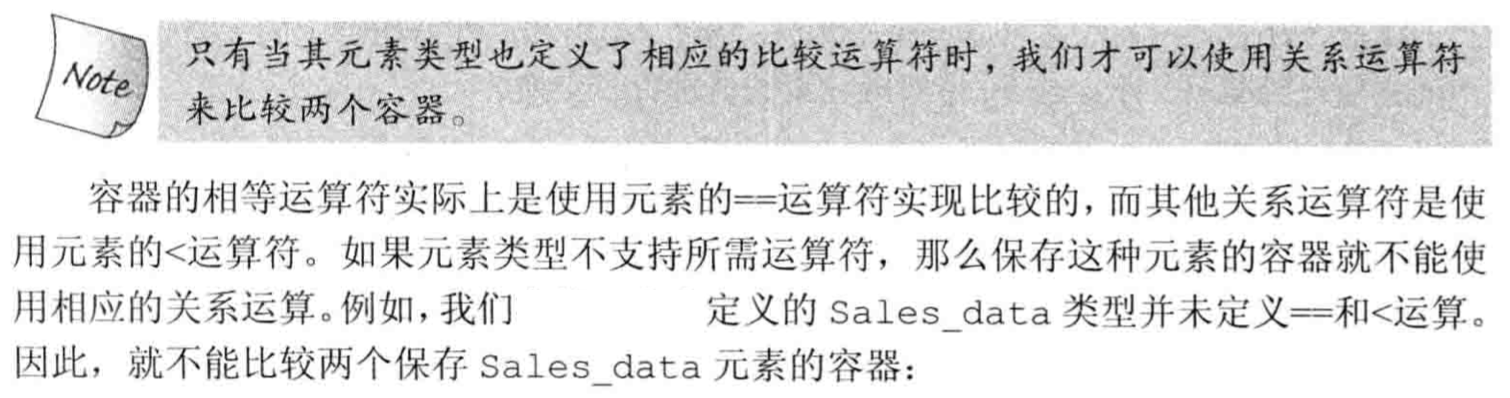 Note
只有当其元素类型也定义了相应的比较运算符时，我们才可以使用关系运算符
来比较两个容器。
容器的相等运算符实际上是使用元素的==运算符实现比较的，而其他关系运算符是使
用元素的<运算符。如果元素类型不支持所需运算符，那么保存这种元素的容器就不能使
用相应的关系运算。例如，我们 定义的 Sales_data 类型并未定义==和<运算。
因此，就不能比较两个保存 Sales_data 元素的容器：